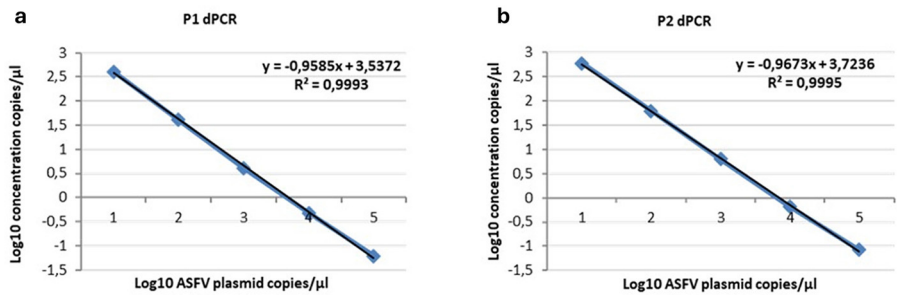 a
P1 dPCR
y = -0,9585x + 3,5372
R² = 0,9993
Log10 concentration copies/µl
3
2,5
2
1,5
1
0,5
0
-0,5
-1
-1,5
1 2 3 4 5
Log10 ASFV plasmid copies/µl
b
P2 dPCR
y = -0,9673x + 3,7236
R² = 0,9995
Log10 concentration copies/µl
3
2,5
2
1,5
1
0,5
0
-0,5
-1
-1,5
1 2 3 4 5
Log10 ASFV plasmid copies/µl